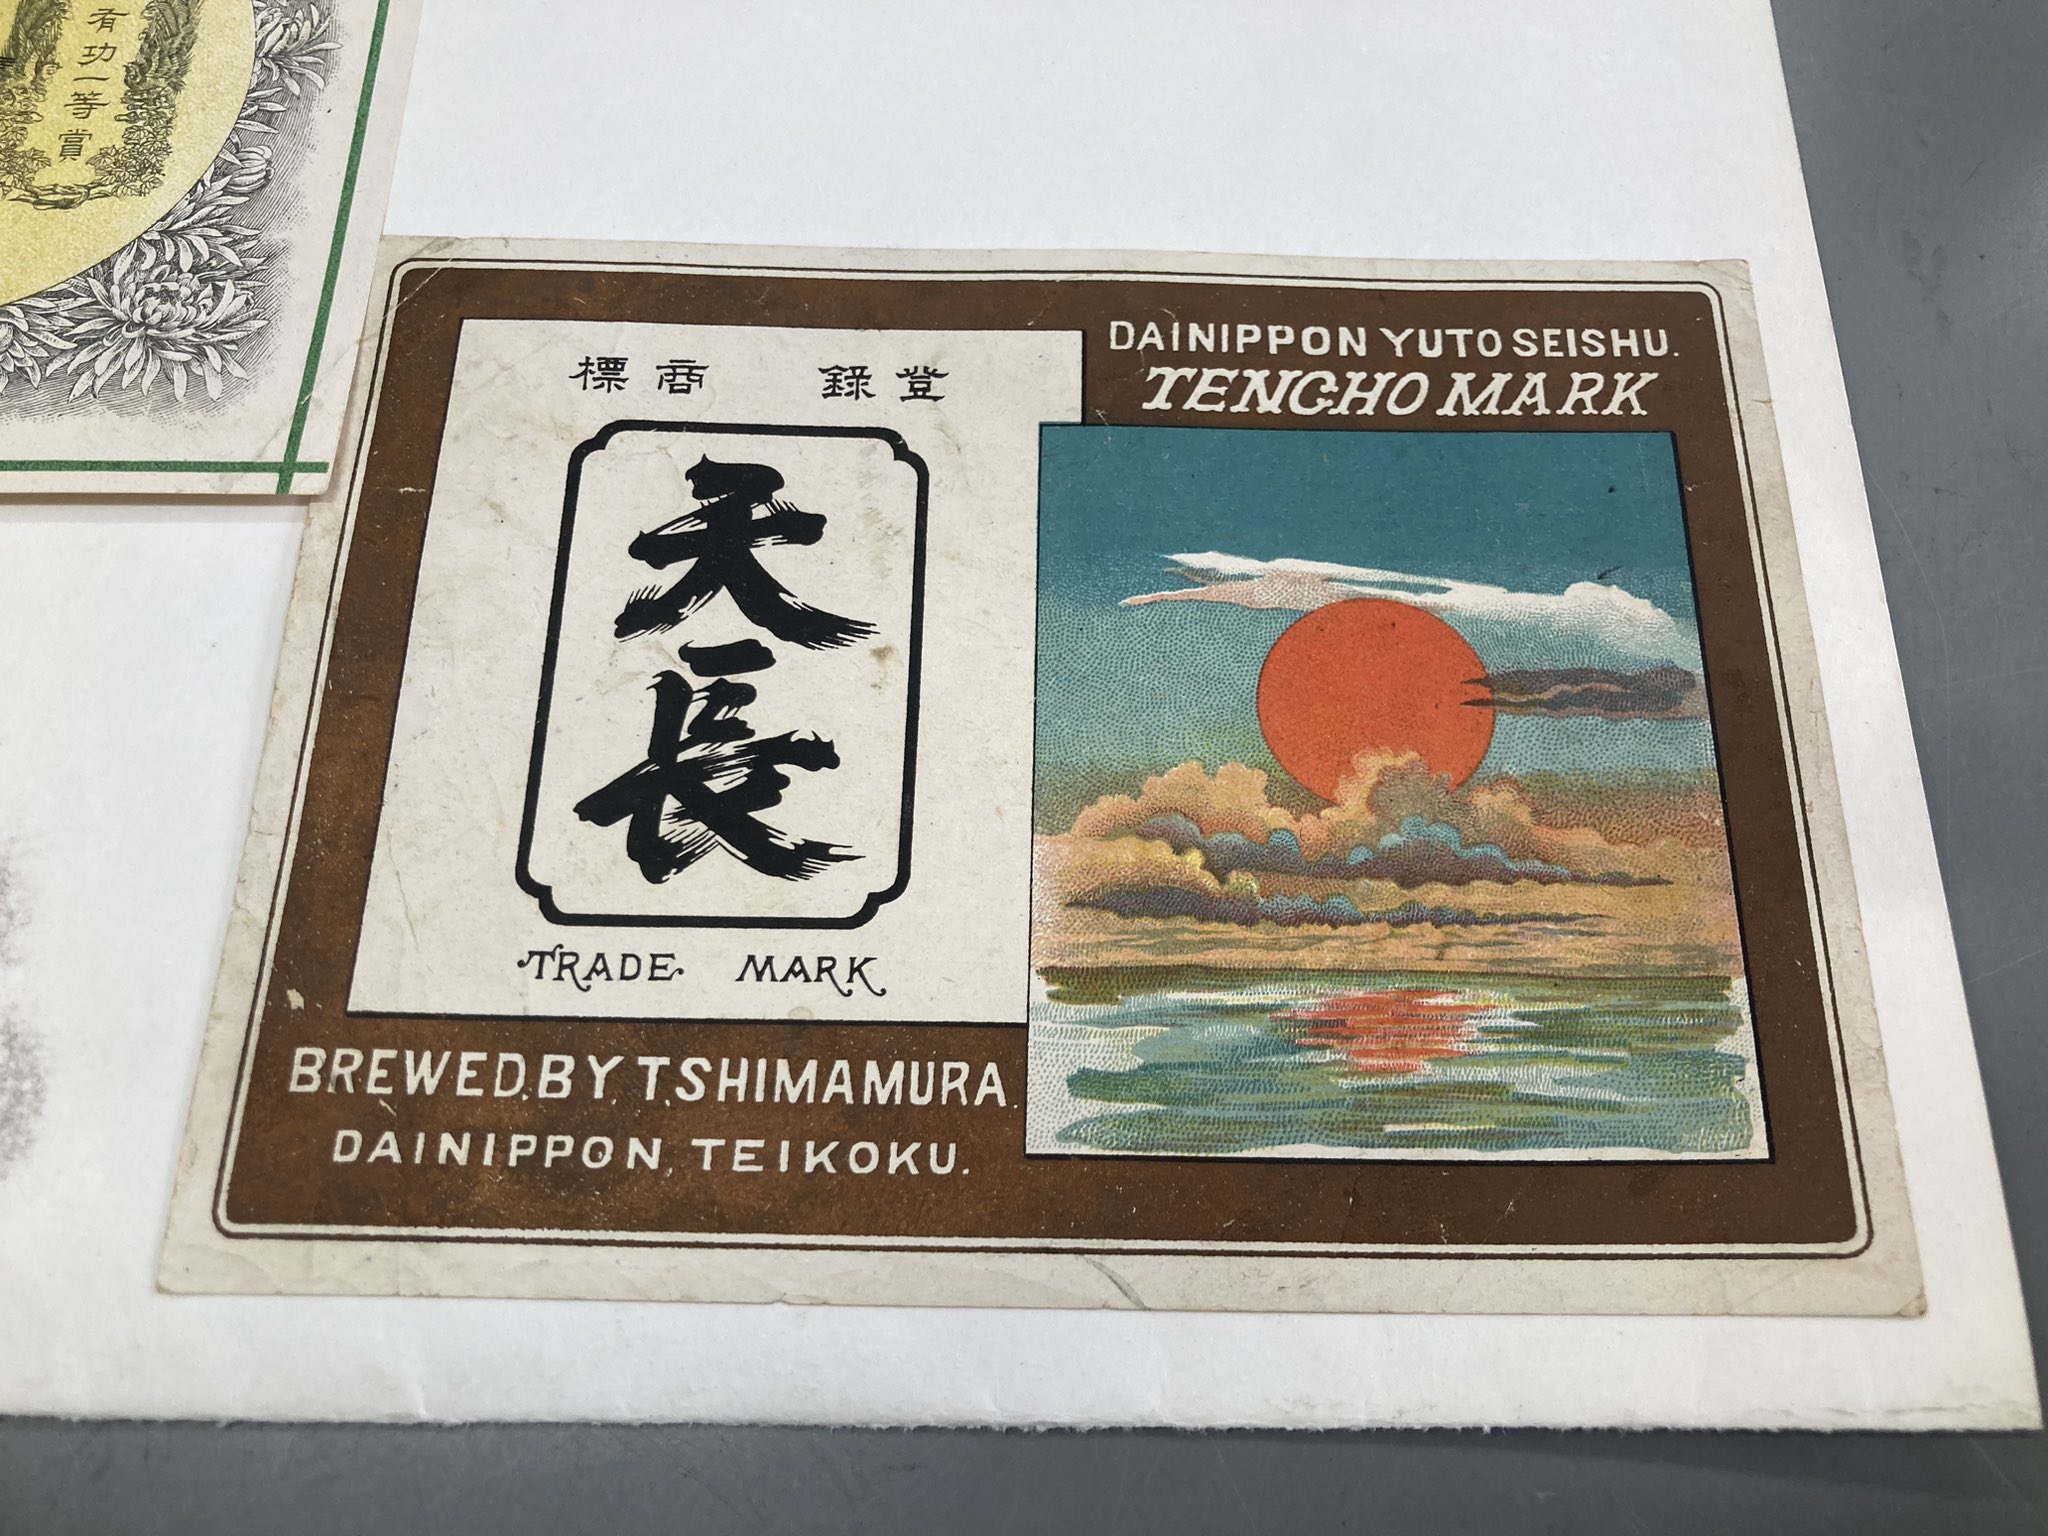 有功一等賞
標商 録登
天長
TRADE MARK
DAINIPPON YUTO SEISHU.
TENCHO MARK
BREWED.BY.T.SHIMAMURA.
DAINIPPON, TEIKOKU.